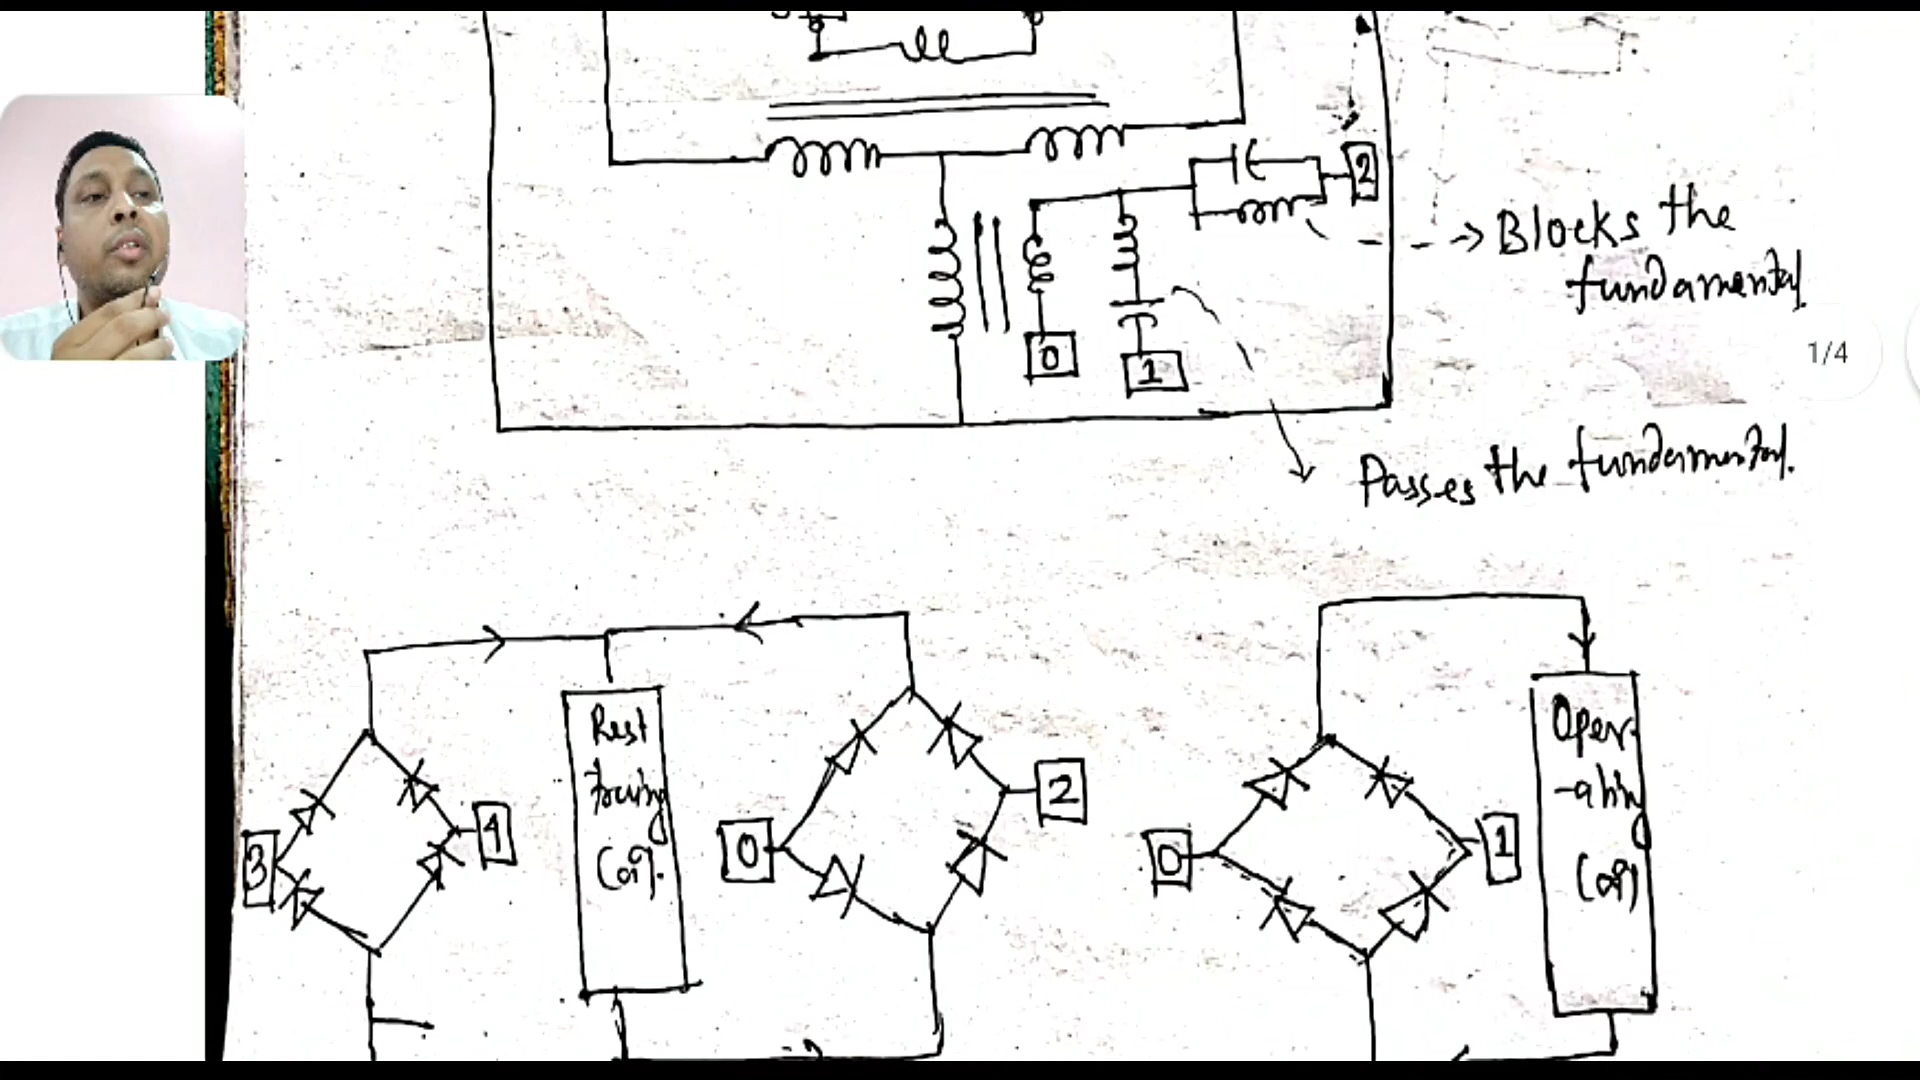 2
Blocks the
fundamental.
0
1
1/4
Passes the fundamental.
Rest
raing
Coil.
Oper-
-ating
Coil
3
4
0
2
0
1